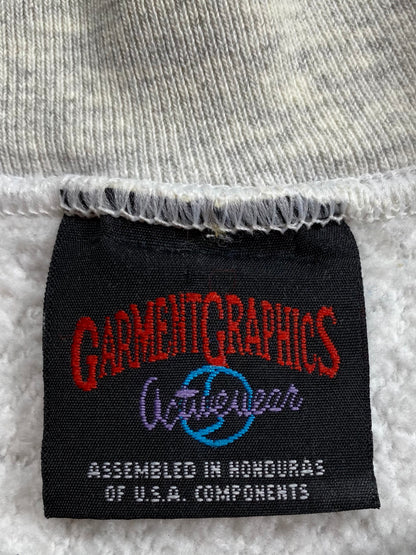 GARMENTGRAPHICS
Activewear
ASSEMBLED IN HONDURAS
OF U.S.A. COMPONENTS